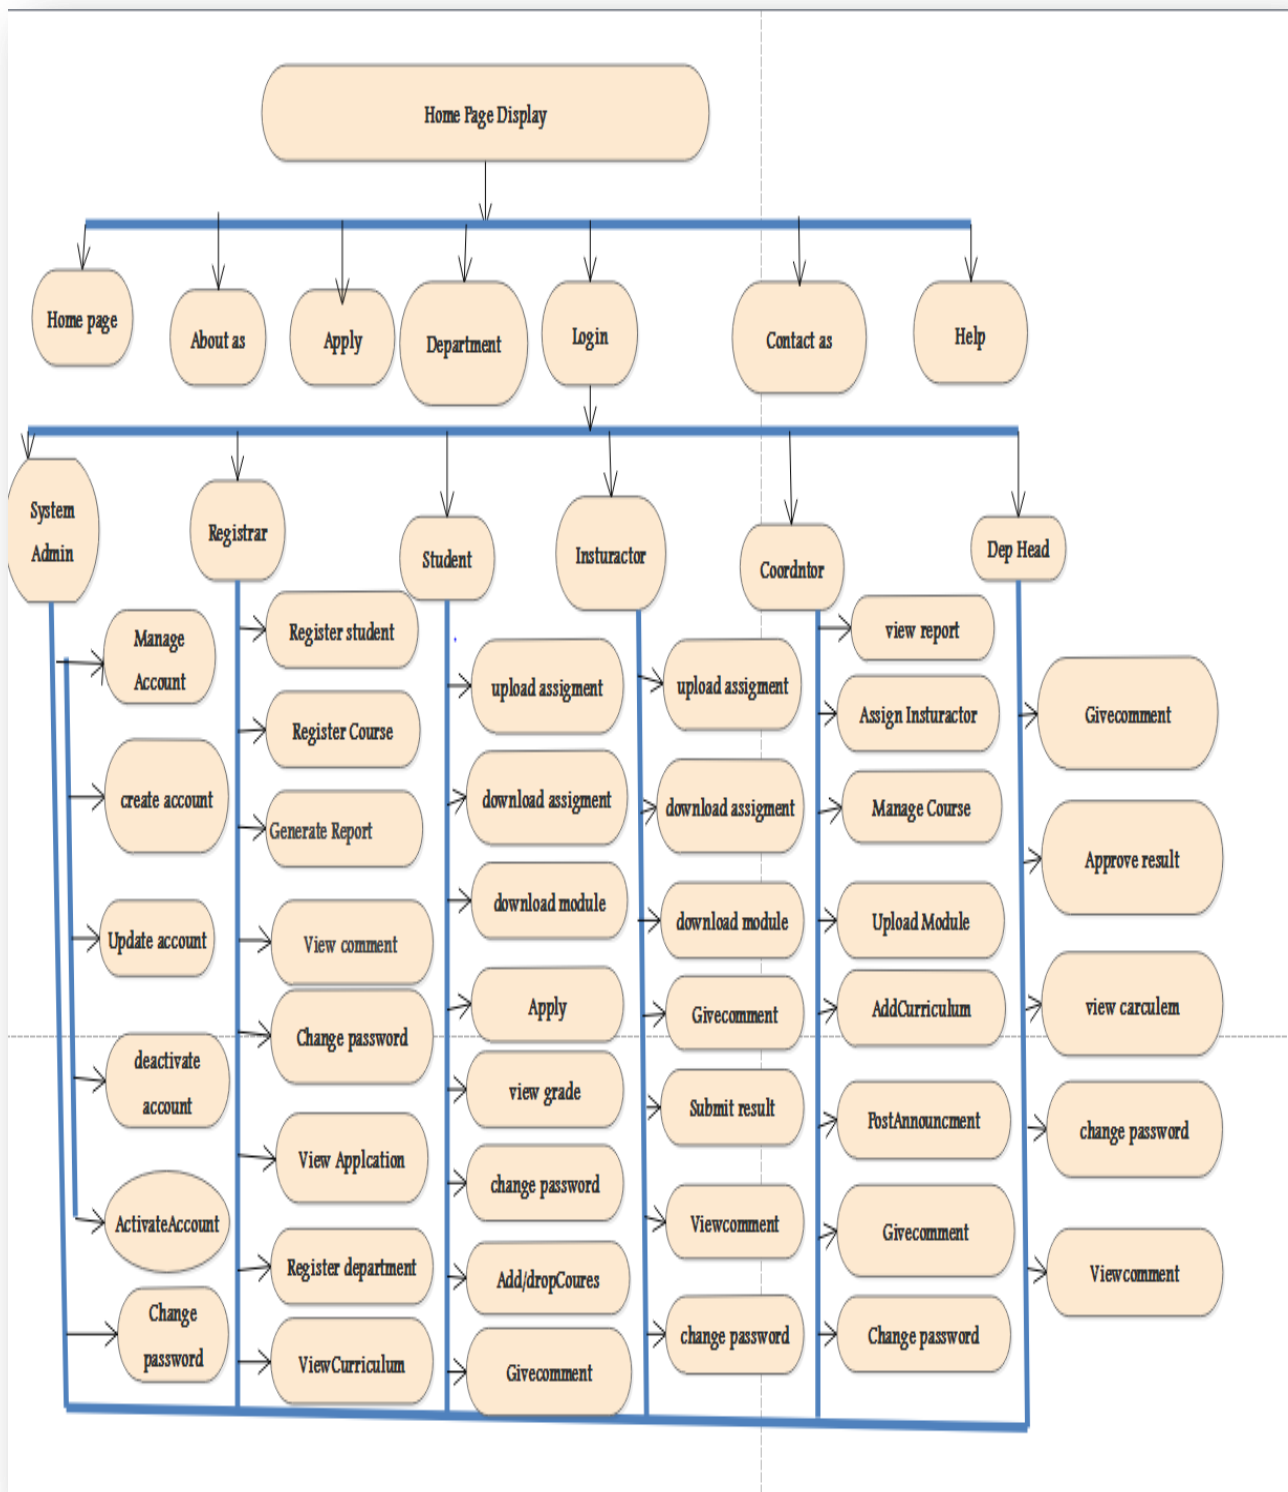 Home Page Display
Home page
About as
Apply
Department
Login
Contact as
Help
System
Admin
Registrar
Student
Insturactor
Coordntor
Dep Head
Manage
Account
create account
Update account
deactivate
account
ActivateAccount
Change
password
Register student
Register Course
Generate Report
View comment
Change password
View Applcation
Register department
ViewCurriculum
upload assigment
download assigment
download module
Apply
view grade
change password
Add/dropCoures
Givecomment
upload assigment
download assigment
download module
Givecomment
Submit result
Viewcomment
change password
view report
Assign Insturactor
Manage Course
Upload Module
AddCurriculum
PostAnnouncment
Givecomment
Change password
Givecomment
Approve result
view carculem
change password
Viewcomment